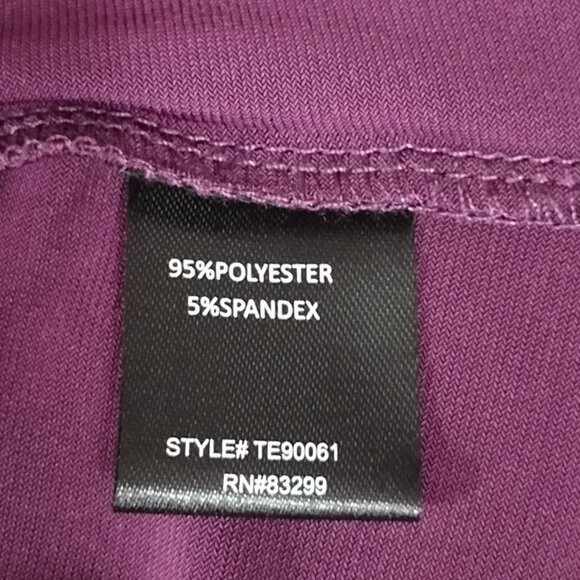 95%POLYESTER
5%SPANDEX
STYLE# TE90061
RN#83299